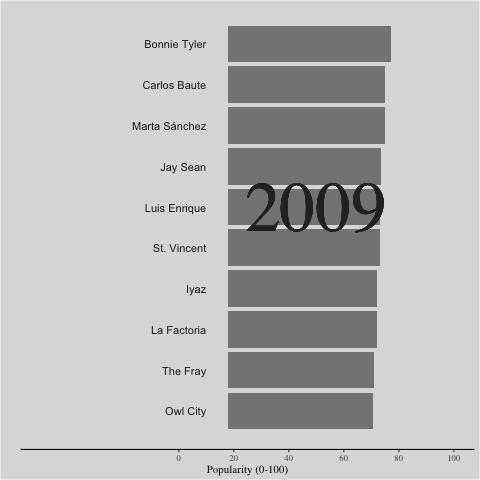 Bonnie Tyler
Carlos Baute
Marta Sánchez
Jay Sean
Luis Enrique
2009
St. Vincent
Iyaz
La Factoria
The Fray
Owl City
0 20 40 60 80 100
Popularity (0-100)